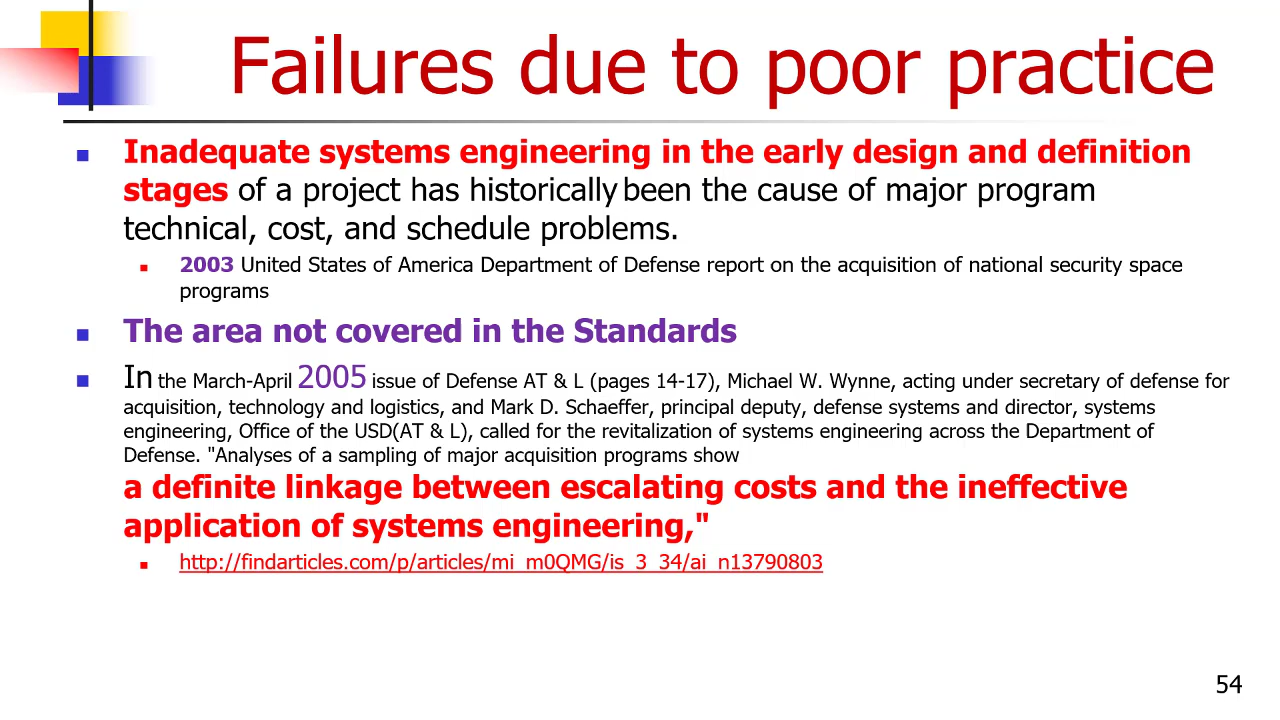 Failures due to poor practice
Inadequate systems engineering in the early design and definition
stages of a project has historically been the cause of major program
technical, cost, and schedule problems.
2003 United States of America Department of Defense report on the acquisition of national security space
programs
The area not covered in the Standards
In the March-April 2005 issue of Defense AT & L (pages 14-17), Michael W. Wynne, acting under secretary of defense for
acquisition, technology and logistics, and Mark D. Schaeffer, principal deputy, defense systems and director, systems
engineering, Office of the USD(AT & L), called for the revitalization of systems engineering across the Department of
Defense. "Analyses of a sampling of major acquisition programs show
a definite linkage between escalating costs and the ineffective
application of systems engineering,"
http://findarticles.com/p/articles/mi_m0QMG/is_3_34/ai_n13790803
54